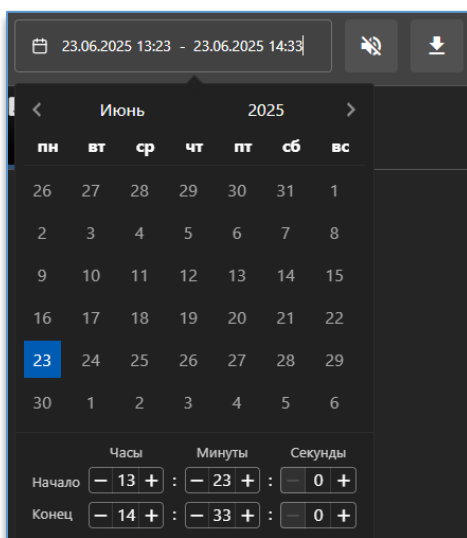 23.06.2025 13:23 - 23.06.2025 14:33
Июнь 2025
пн вт ср чт пт сб вс
26 27 28 29 30 31 1
2 3 4 5 6 7 8
9 10 11 12 13 14 15
16 17 18 19 20 21 22
23 24 25 26 27 28 29
30 1 2 3 4 5 6
Часы Минуты Секунды
Начало − 13 + : − 23 + : − 0 +
Конец − 14 + : − 33 + : − 0 +